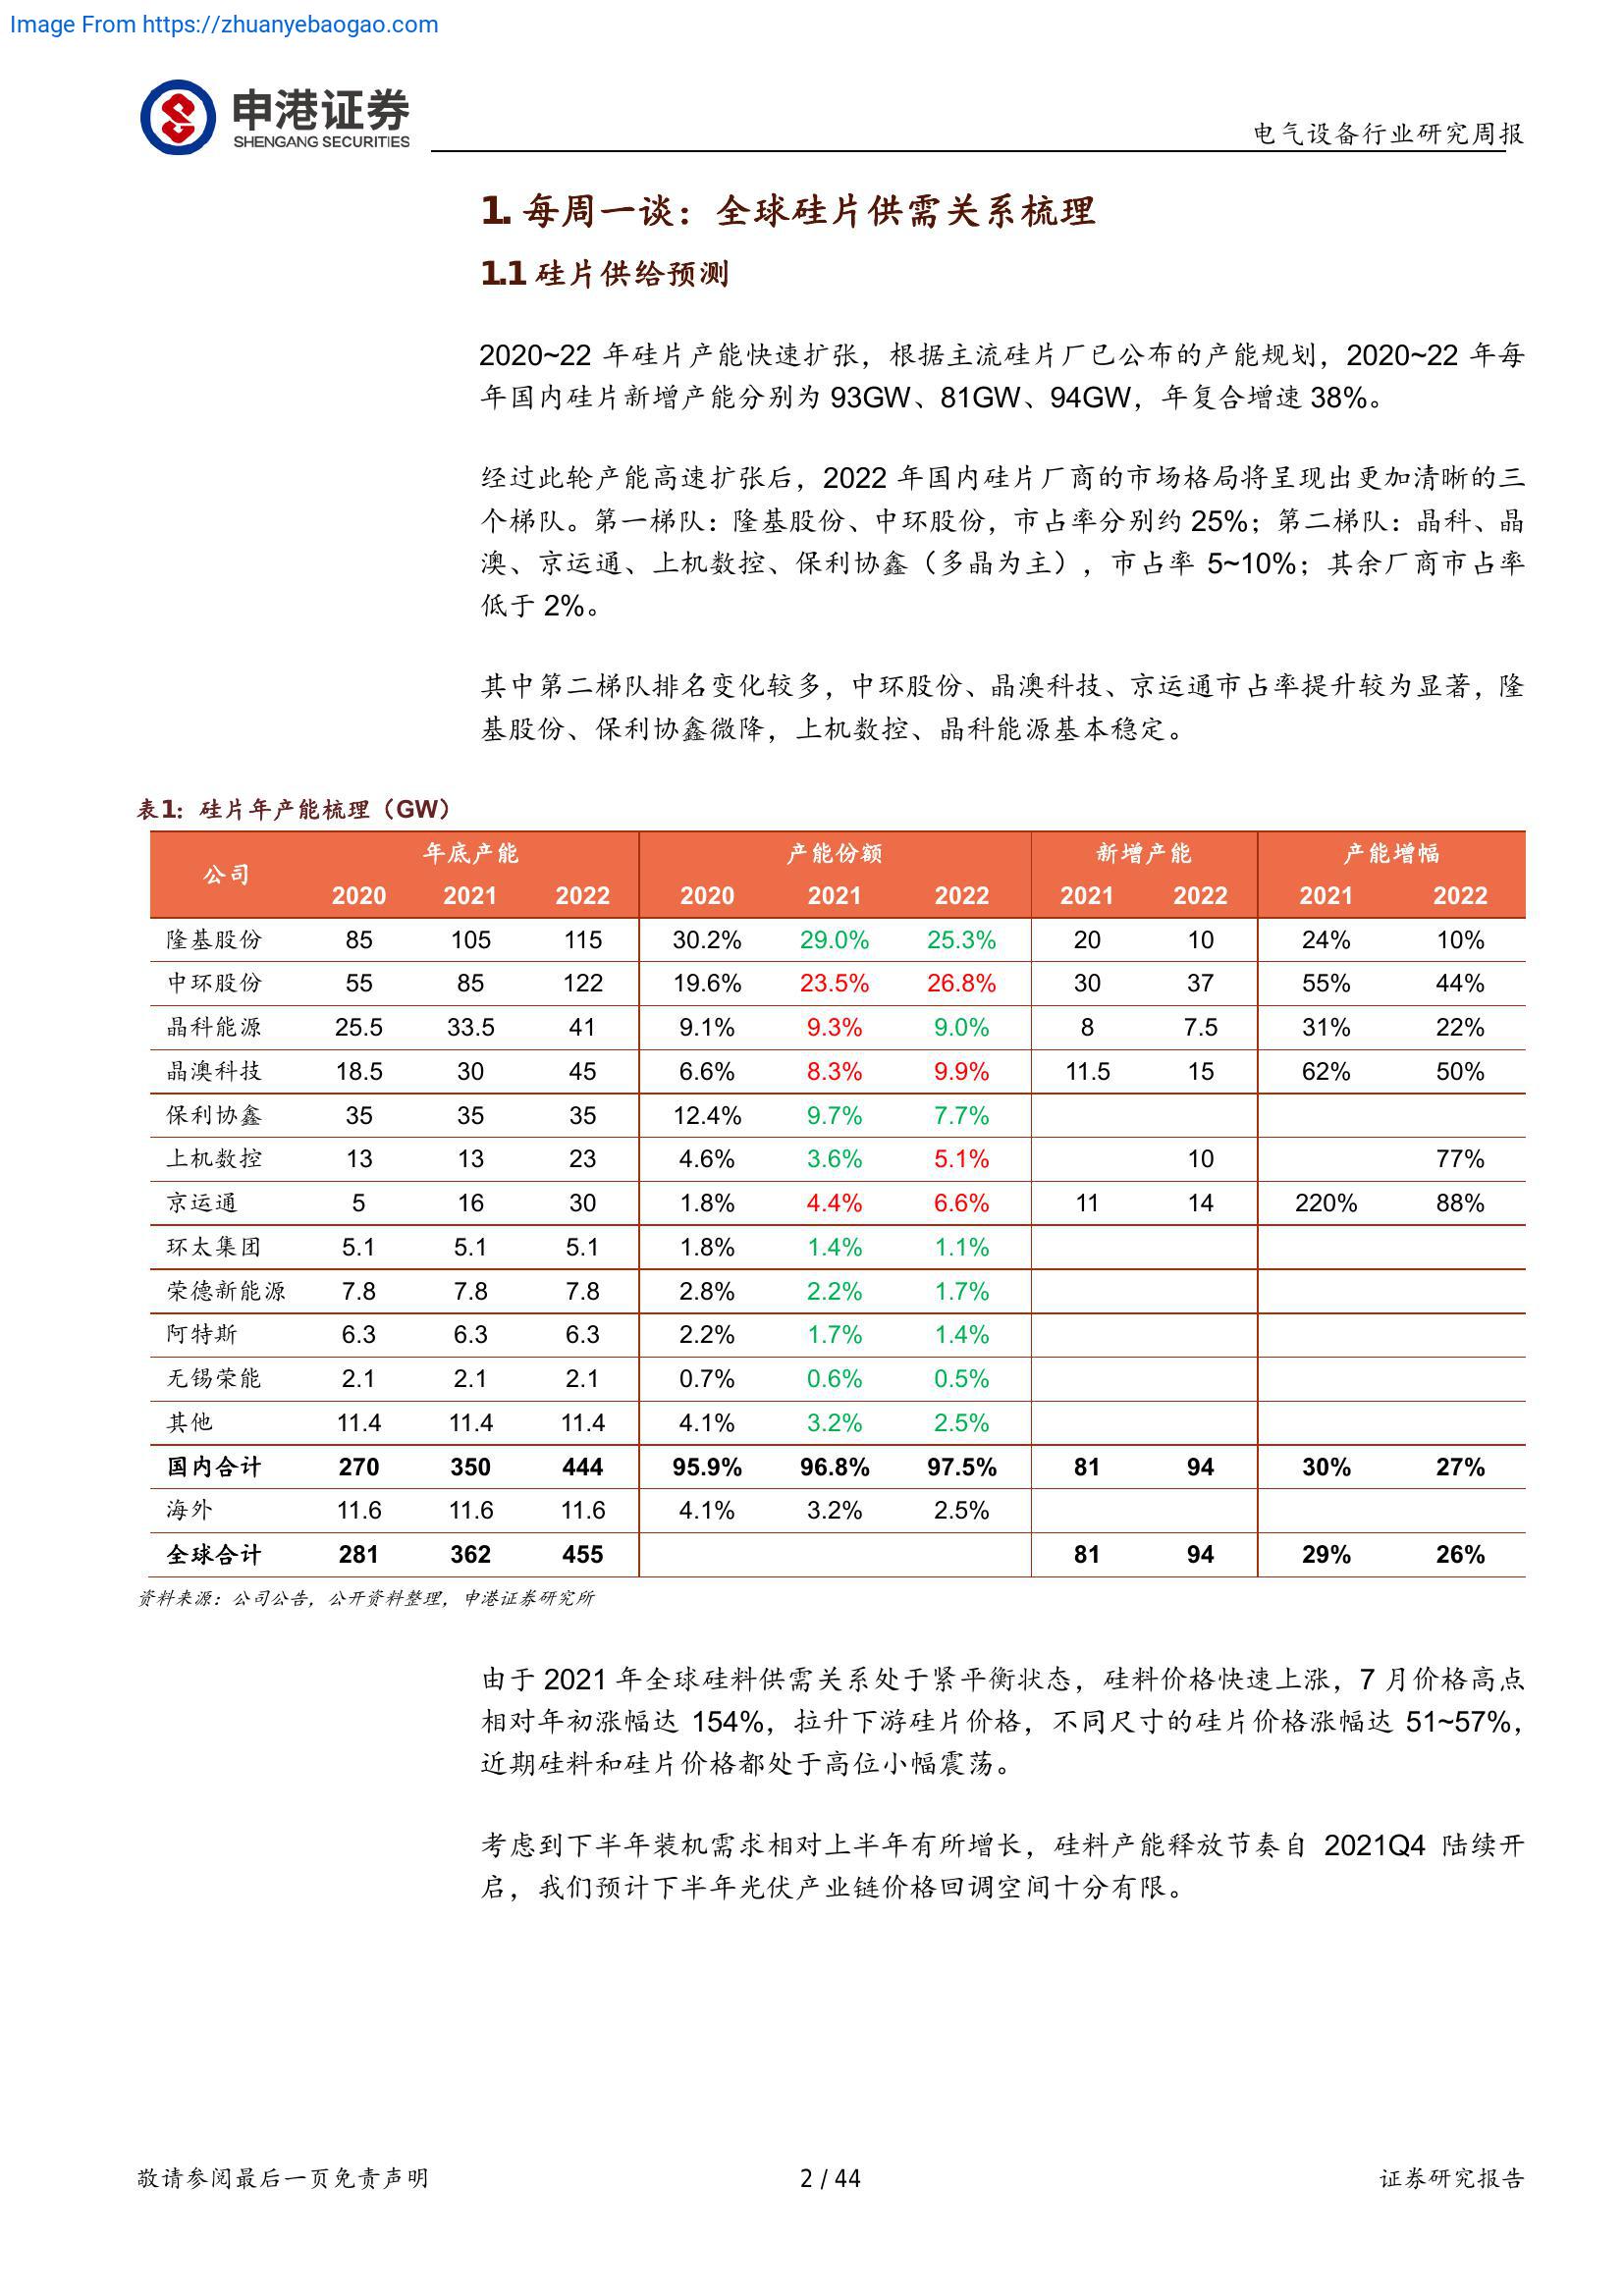 Image From https://zhuanyebaogao.com
申港证券
SHENGANG SECURITIES
电气设备行业研究周报
1. 每周一谈：全球硅片供需关系梳理
1.1 硅片供给预测
2020~22 年硅片产能快速扩张，根据主流硅片厂已公布的产能规划，2020~22 年每
年国内硅片新增产能分别为 93GW、81GW、94GW，年复合增速 38%。
经过此轮产能高速扩张后，2022 年国内硅片厂商的市场格局将呈现出更加清晰的三
个梯队。第一梯队：隆基股份、中环股份，市占率分别约 25%；第二梯队：晶科、晶
澳、京运通、上机数控、保利协鑫（多晶为主），市占率 5~10%；其余厂商市占率
低于 2%。
其中第二梯队排名变化较多，中环股份、晶澳科技、京运通市占率提升较为显著，隆
基股份、保利协鑫微降，上机数控、晶科能源基本稳定。
表1：硅片年产能梳理（GW）
公司 年底产能 产能份额 新增产能 产能增幅
2020 2021 2022 2020 2021 2022 2021 2022 2021 2022
隆基股份 85 105 115 30.2% 29.0% 25.3% 20 10 24% 10%
中环股份 55 85 122 19.6% 23.5% 26.8% 30 37 55% 44%
晶科能源 25.5 33.5 41 9.1% 9.3% 9.0% 8 7.5 31% 22%
晶澳科技 18.5 30 45 6.6% 8.3% 9.9% 11.5 15 62% 50%
保利协鑫 35 35 35 12.4% 9.7% 7.7%
上机数控 13 13 23 4.6% 3.6% 5.1% 10 77%
京运通 5 16 30 1.8% 4.4% 6.6% 11 14 220% 88%
环太集团 5.1 5.1 5.1 1.8% 1.4% 1.1%
荣德新能源 7.8 7.8 7.8 2.8% 2.2% 1.7%
阿特斯 6.3 6.3 6.3 2.2% 1.7% 1.4%
无锡荣能 2.1 2.1 2.1 0.7% 0.6% 0.5%
其他 11.4 11.4 11.4 4.1% 3.2% 2.5%
国内合计 270 350 444 95.9% 96.8% 97.5% 81 94 30% 27%
海外 11.6 11.6 11.6 4.1% 3.2% 2.5%
全球合计 281 362 455 81 94 29% 26%
资料来源：公司公告，公开资料整理，申港证券研究所
由于 2021 年全球硅料供需关系处于紧平衡状态，硅料价格快速上涨，7 月价格高点
相对年初涨幅达 154%，拉升下游硅片价格，不同尺寸的硅片价格涨幅达 51~57%，
近期硅料和硅片价格都处于高位小幅震荡。
考虑到下半年装机需求相对上半年有所增长，硅料产能释放节奏自 2021Q4 陆续开
启，我们预计下半年光伏产业链价格回调空间十分有限。
敬请参阅最后一页免责声明
2 / 44
证券研究报告